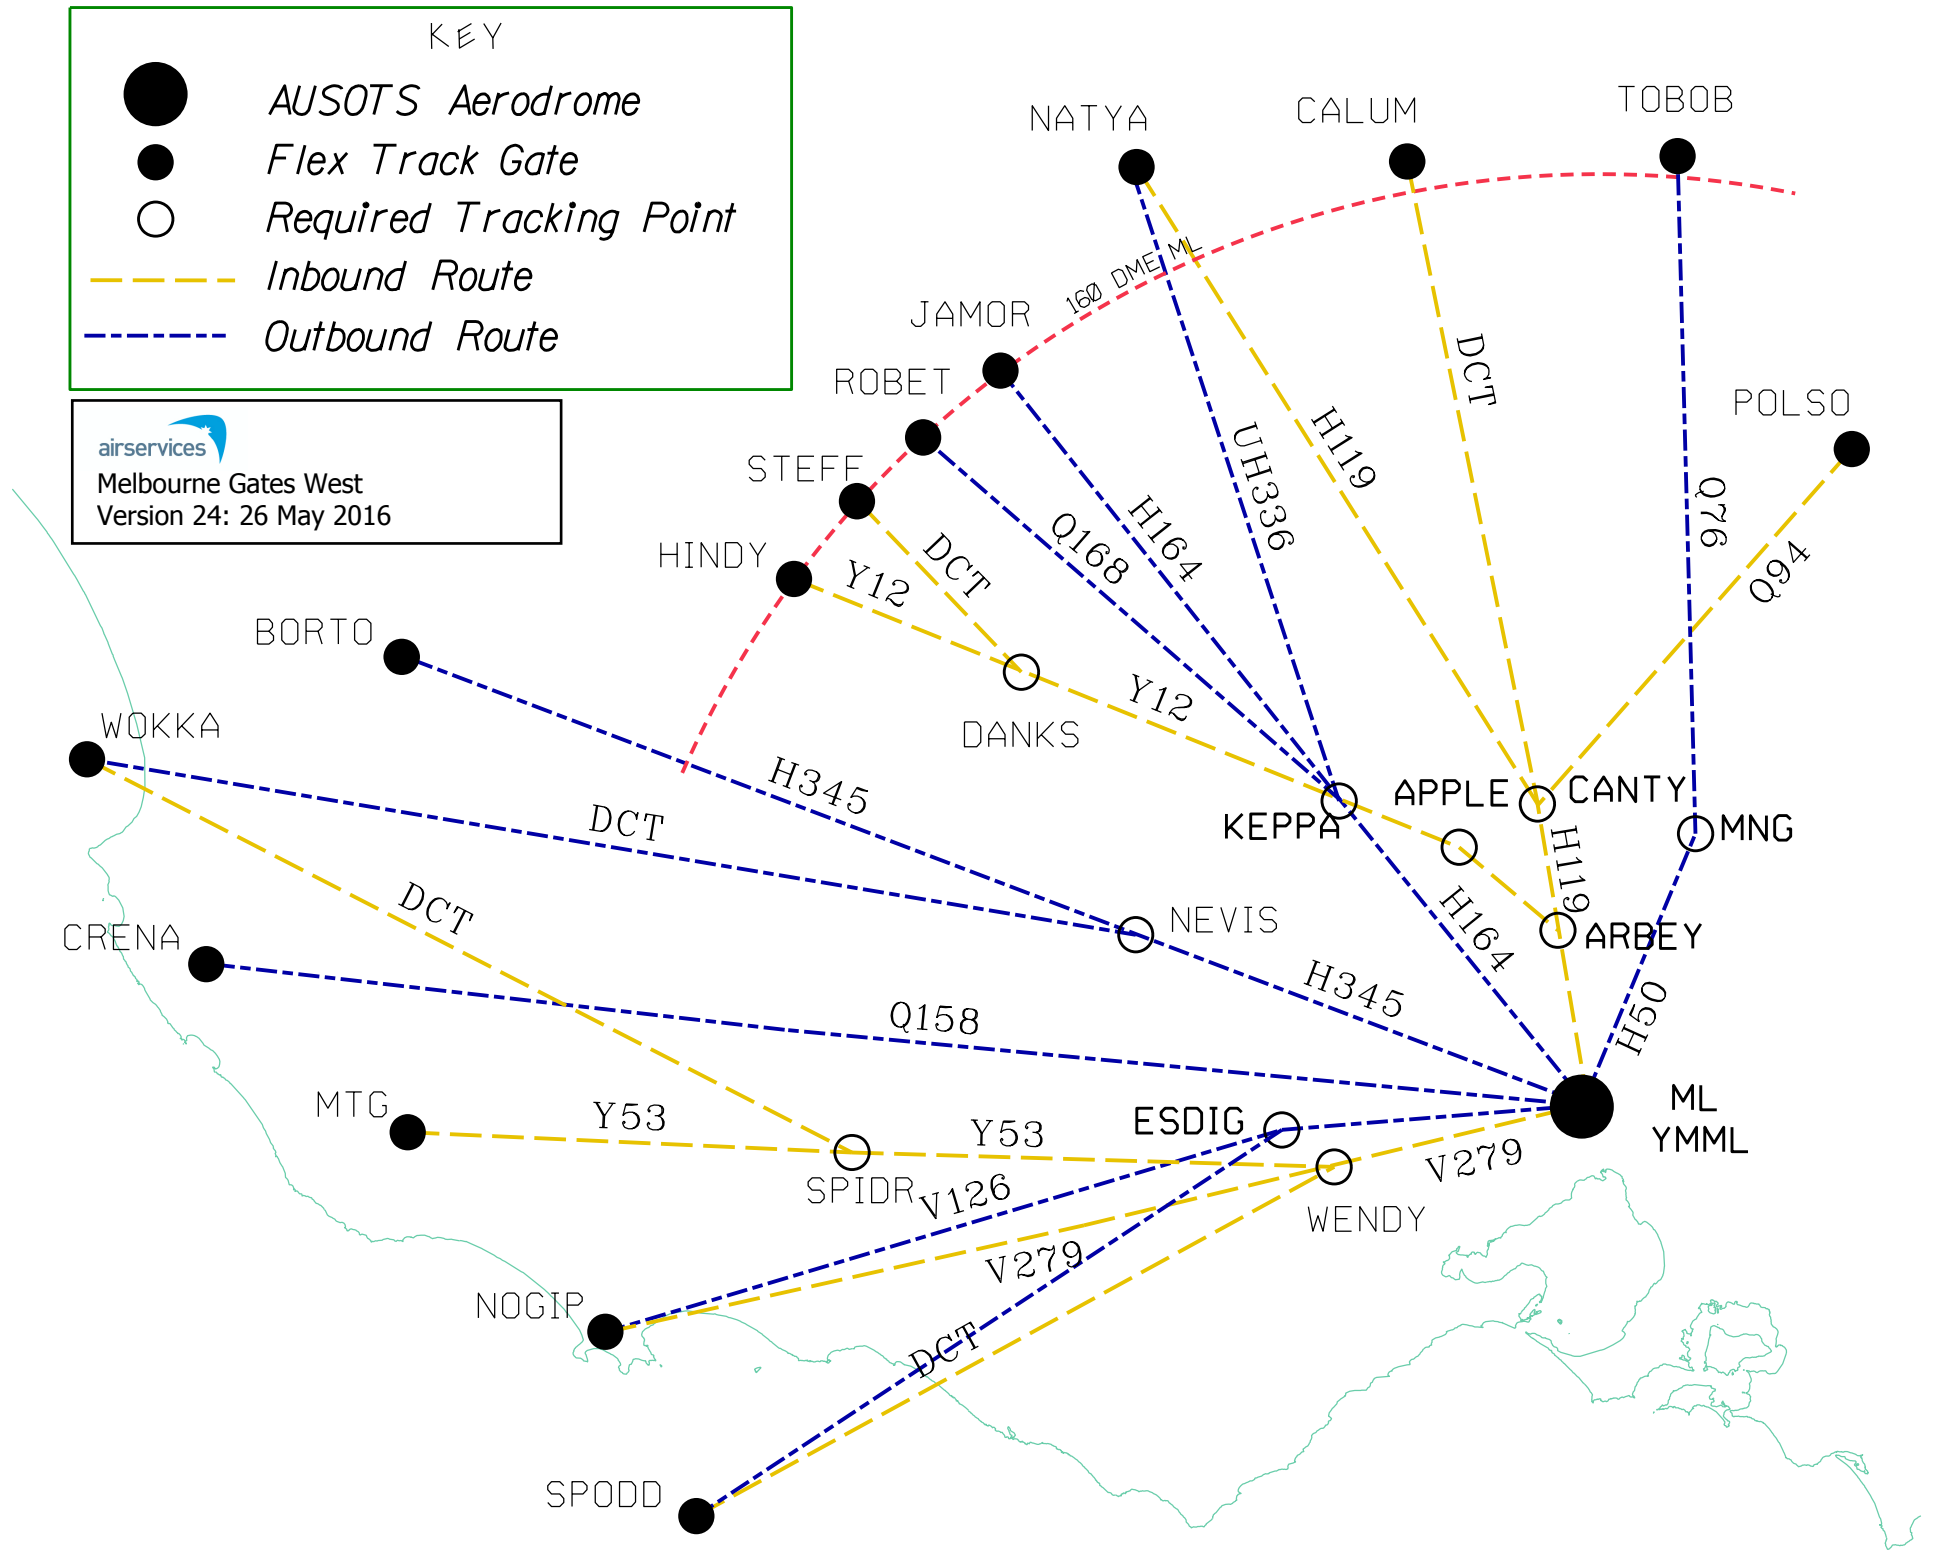 KEY
AUSOTS Aerodrome
Flex Track Gate
Required Tracking Point
Inbound Route
Outbound Route
airservices
Melbourne Gates West
Version 24: 26 May 2016
NATYA
CALUM
TOBOB
160 DME ML
JAMOR
ROBET
STEFF
HINDY
BORTO
WOKKA
CRENA
MTG
NOGIP
SPODD
POLSO
DCT
H119
UH336
Q76
Q94
H164
Q168
DCT
Y12
Y12
DANKS
H345
DCT
DCT
KEPPA
APPLE
CANTY
MNG
H119
ARBEY
H164
NEVIS
H345
H50
Q158
Y53
Y53
ESDIG
ML
YMML
SPIDR
V126
V279
WENDY
V279
DCT